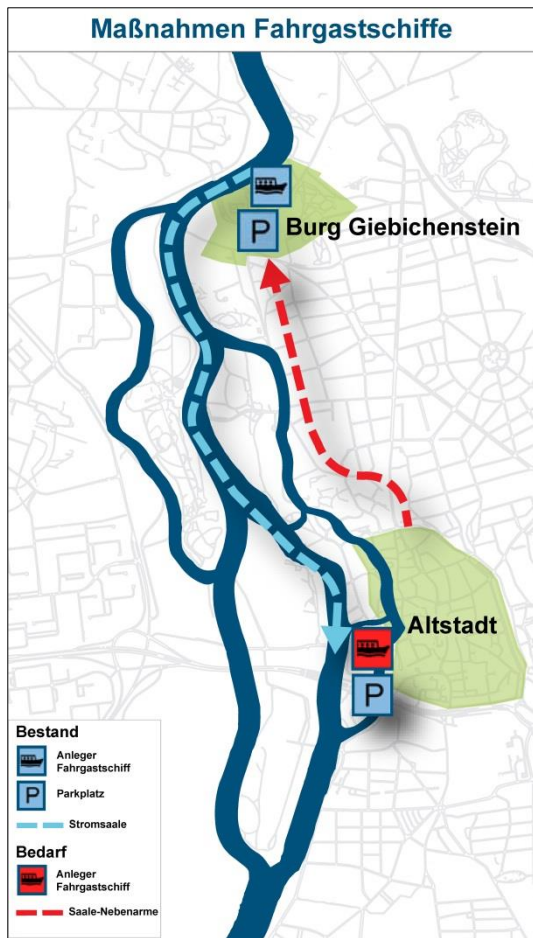 Maßnahmen Fahrgastschiffe
P
Burg Giebichenstein
Altstadt
P
Bestand
Anleger
Fahrgastschiff
P
Parkplatz
Stromsaale
Bedarf
Anleger
Fahrgastschiff
Saale-Nebenarme